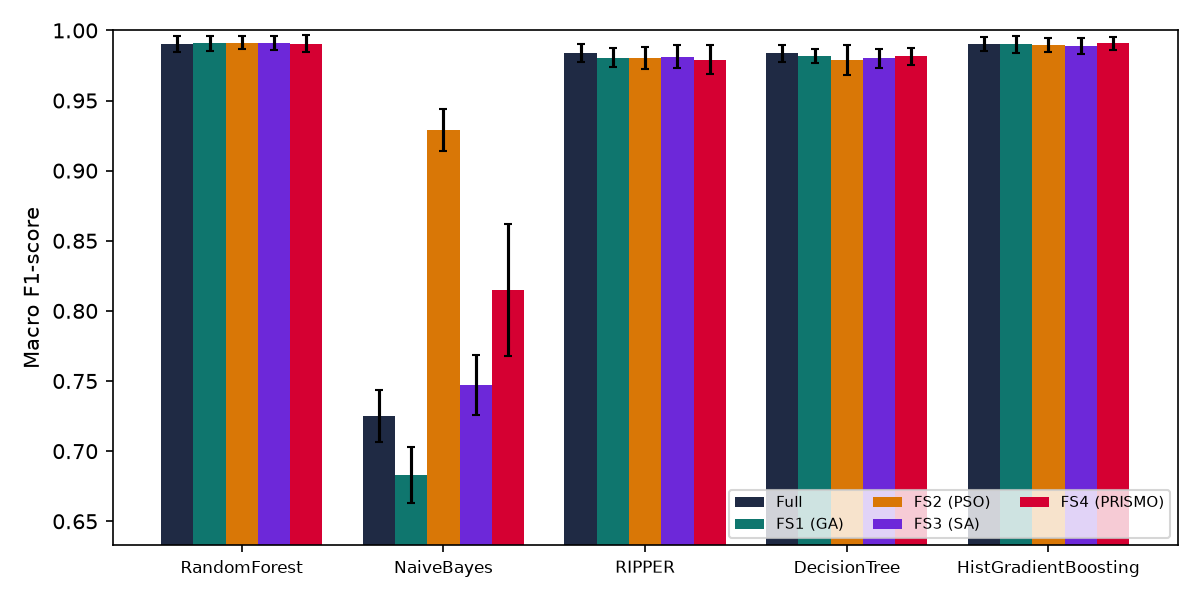 Macro F1-score
1.00
0.95
0.90
0.85
0.80
0.75
0.70
0.65
Full
FS1 (GA)
FS2 (PSO)
FS3 (SA)
FS4 (PRISMO)
RandomForest
NaiveBayes
RIPPER
DecisionTree
HistGradientBoosting